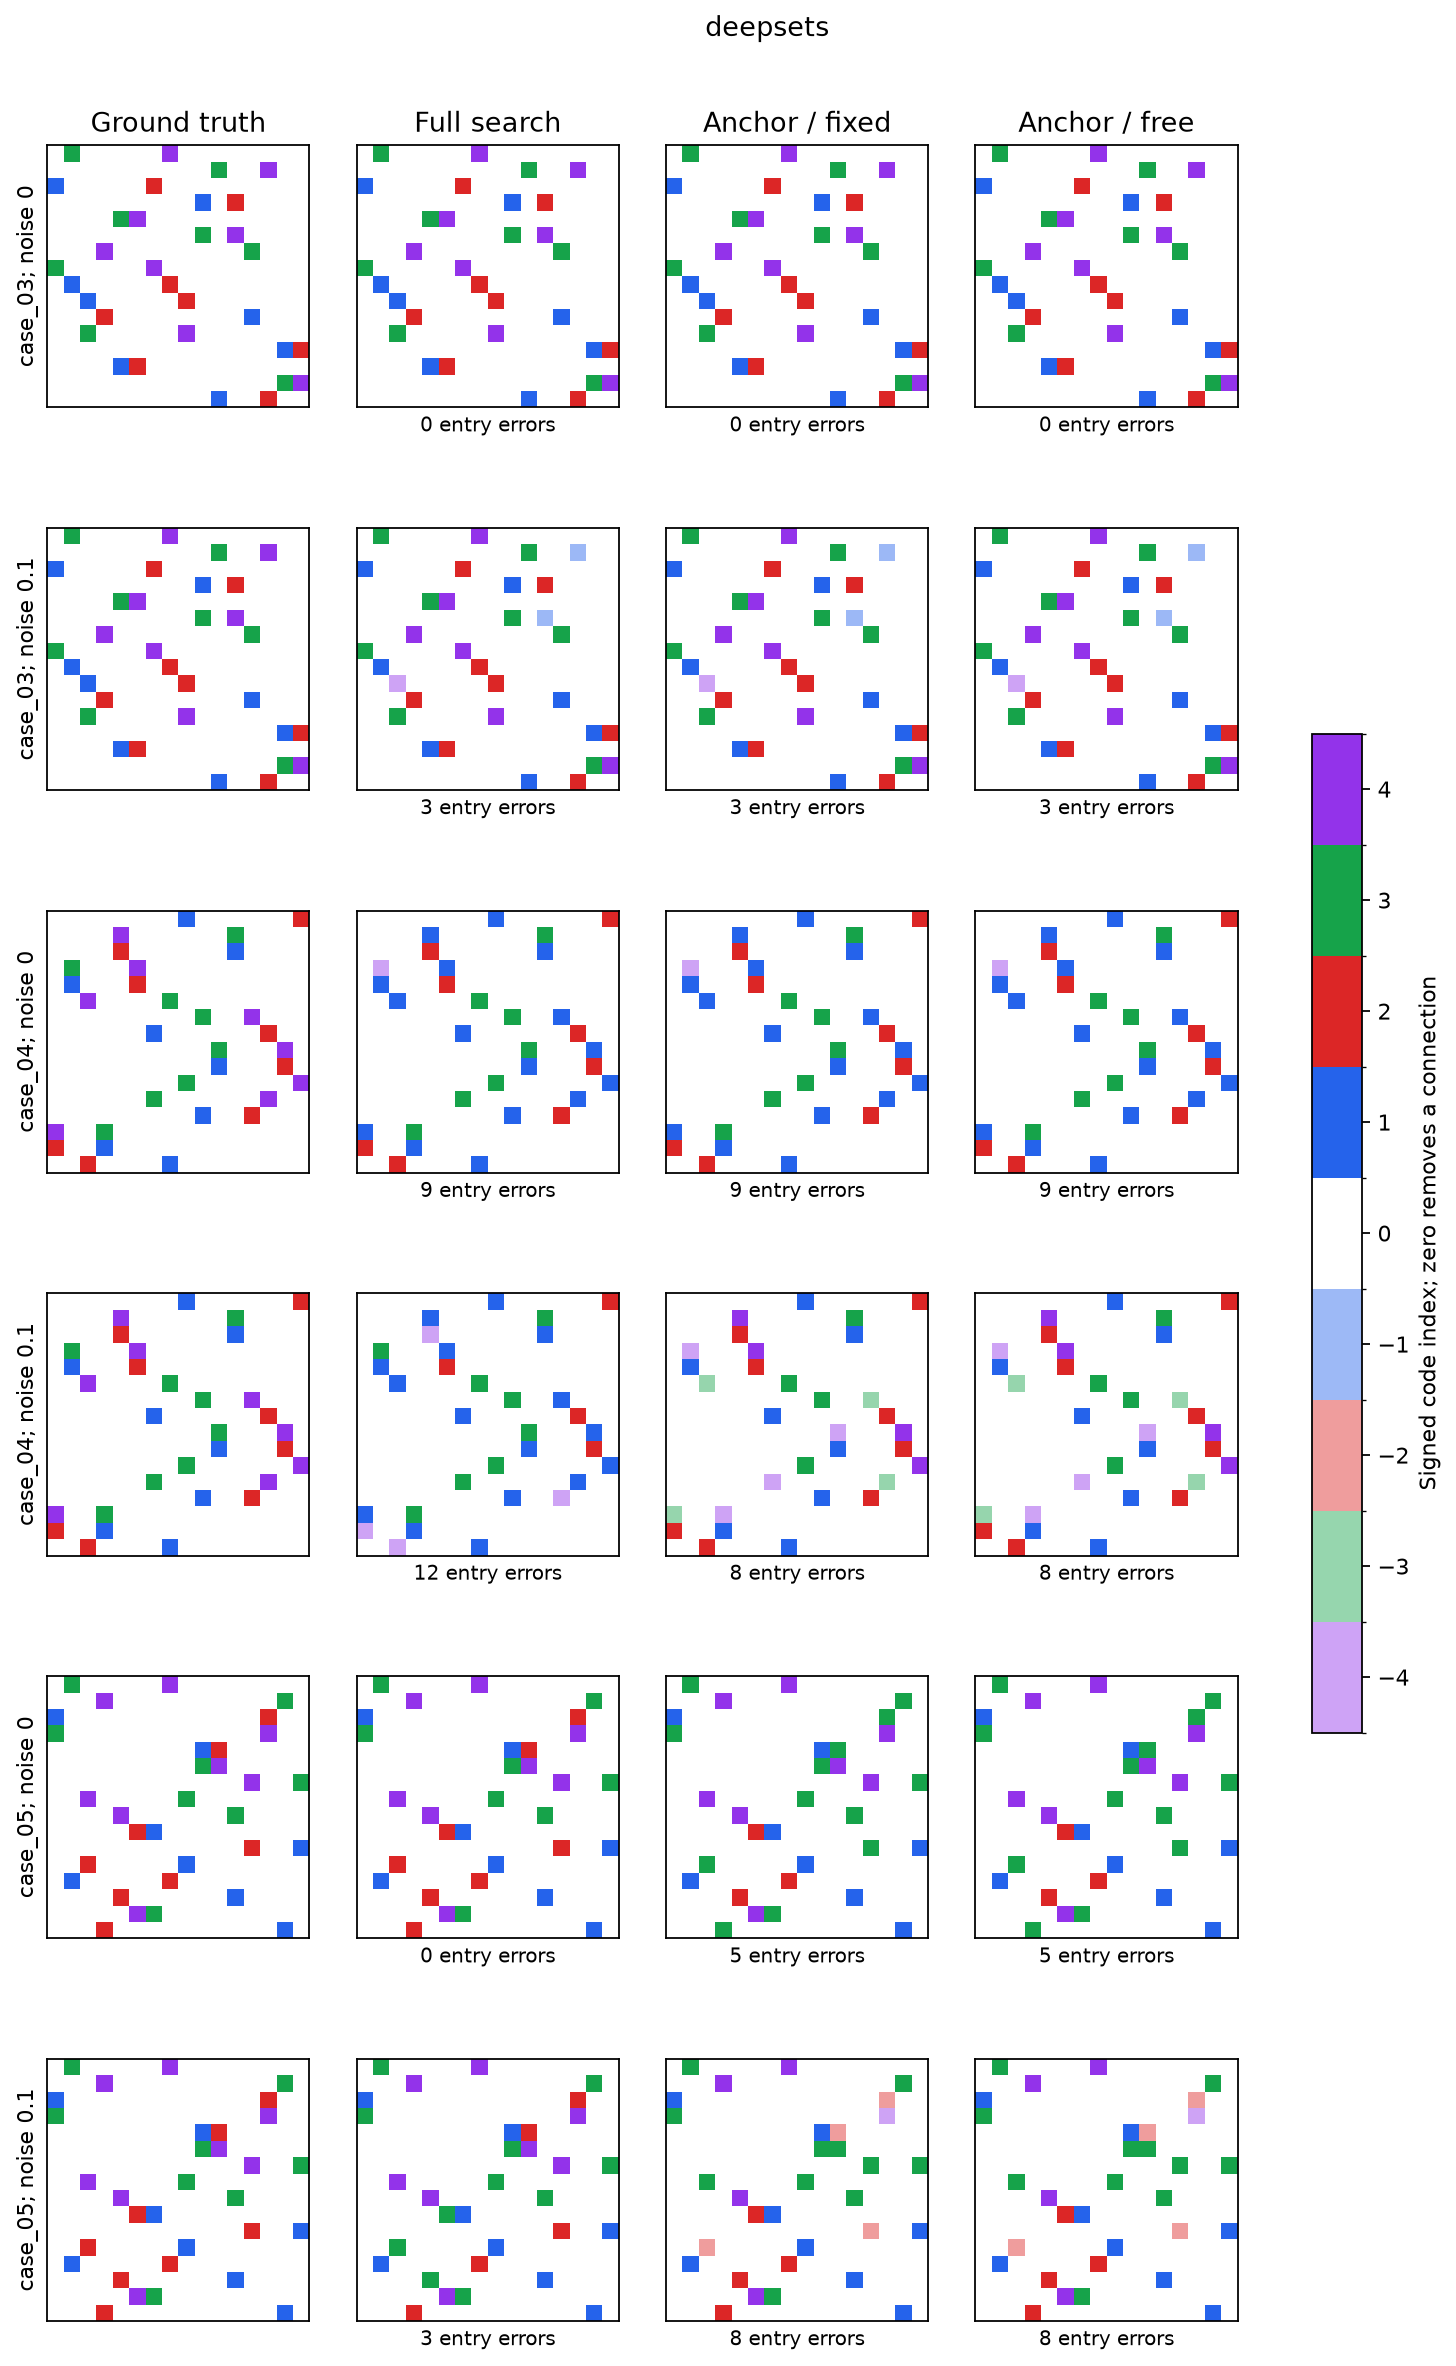 deepsets
Ground truth
Full search
Anchor / fixed
Anchor / free
case_03; noise 0
0 entry errors
0 entry errors
0 entry errors
case_03; noise 0.1
3 entry errors
3 entry errors
3 entry errors
case_04; noise 0
9 entry errors
9 entry errors
9 entry errors
case_04; noise 0.1
12 entry errors
8 entry errors
8 entry errors
case_05; noise 0
0 entry errors
5 entry errors
5 entry errors
case_05; noise 0.1
3 entry errors
8 entry errors
8 entry errors
4
3
2
1
0
−1
−2
−3
−4
Signed code index; zero removes a connection